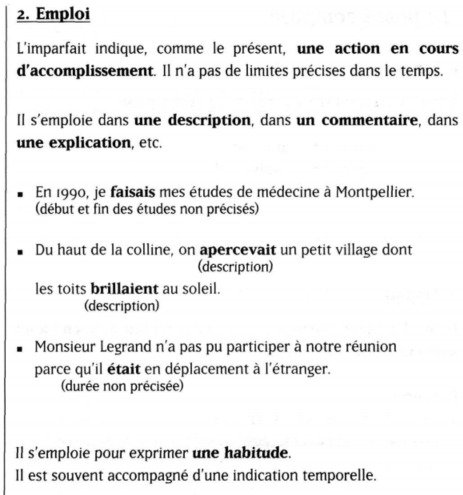 2. Emploi
L'imparfait indique, comme le présent, une action en cours
d'accomplissement. Il n'a pas de limites précises dans le temps.
Il s'emploie dans une description, dans un commentaire, dans
une explication, etc.
▪ En 1990, je faisais mes études de médecine à Montpellier.
(début et fin des études non précisés)
▪ Du haut de la colline, on apercevait un petit village dont
(description)
les toits brillaient au soleil.
(description)
▪ Monsieur Legrand n'a pas pu participer à notre réunion
parce qu'il était en déplacement à l'étranger.
(durée non précisée)
Il s'emploie pour exprimer une habitude.
Il est souvent accompagné d'une indication temporelle.